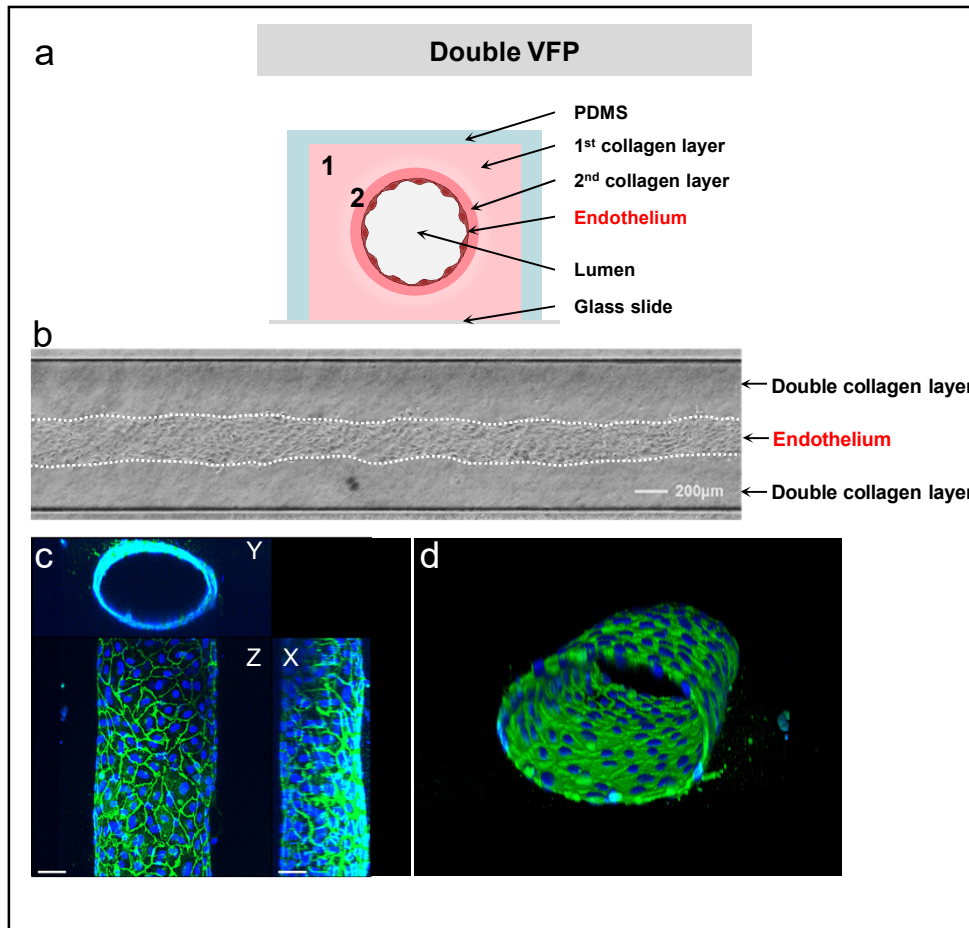 a
Double VFP
PDMS
1st collagen layer
2nd collagen layer
Endothelium
Lumen
Glass slide
1
2
b
Double collagen layer
Endothelium
Double collagen layer
200µm
c
Y
Z
X
d